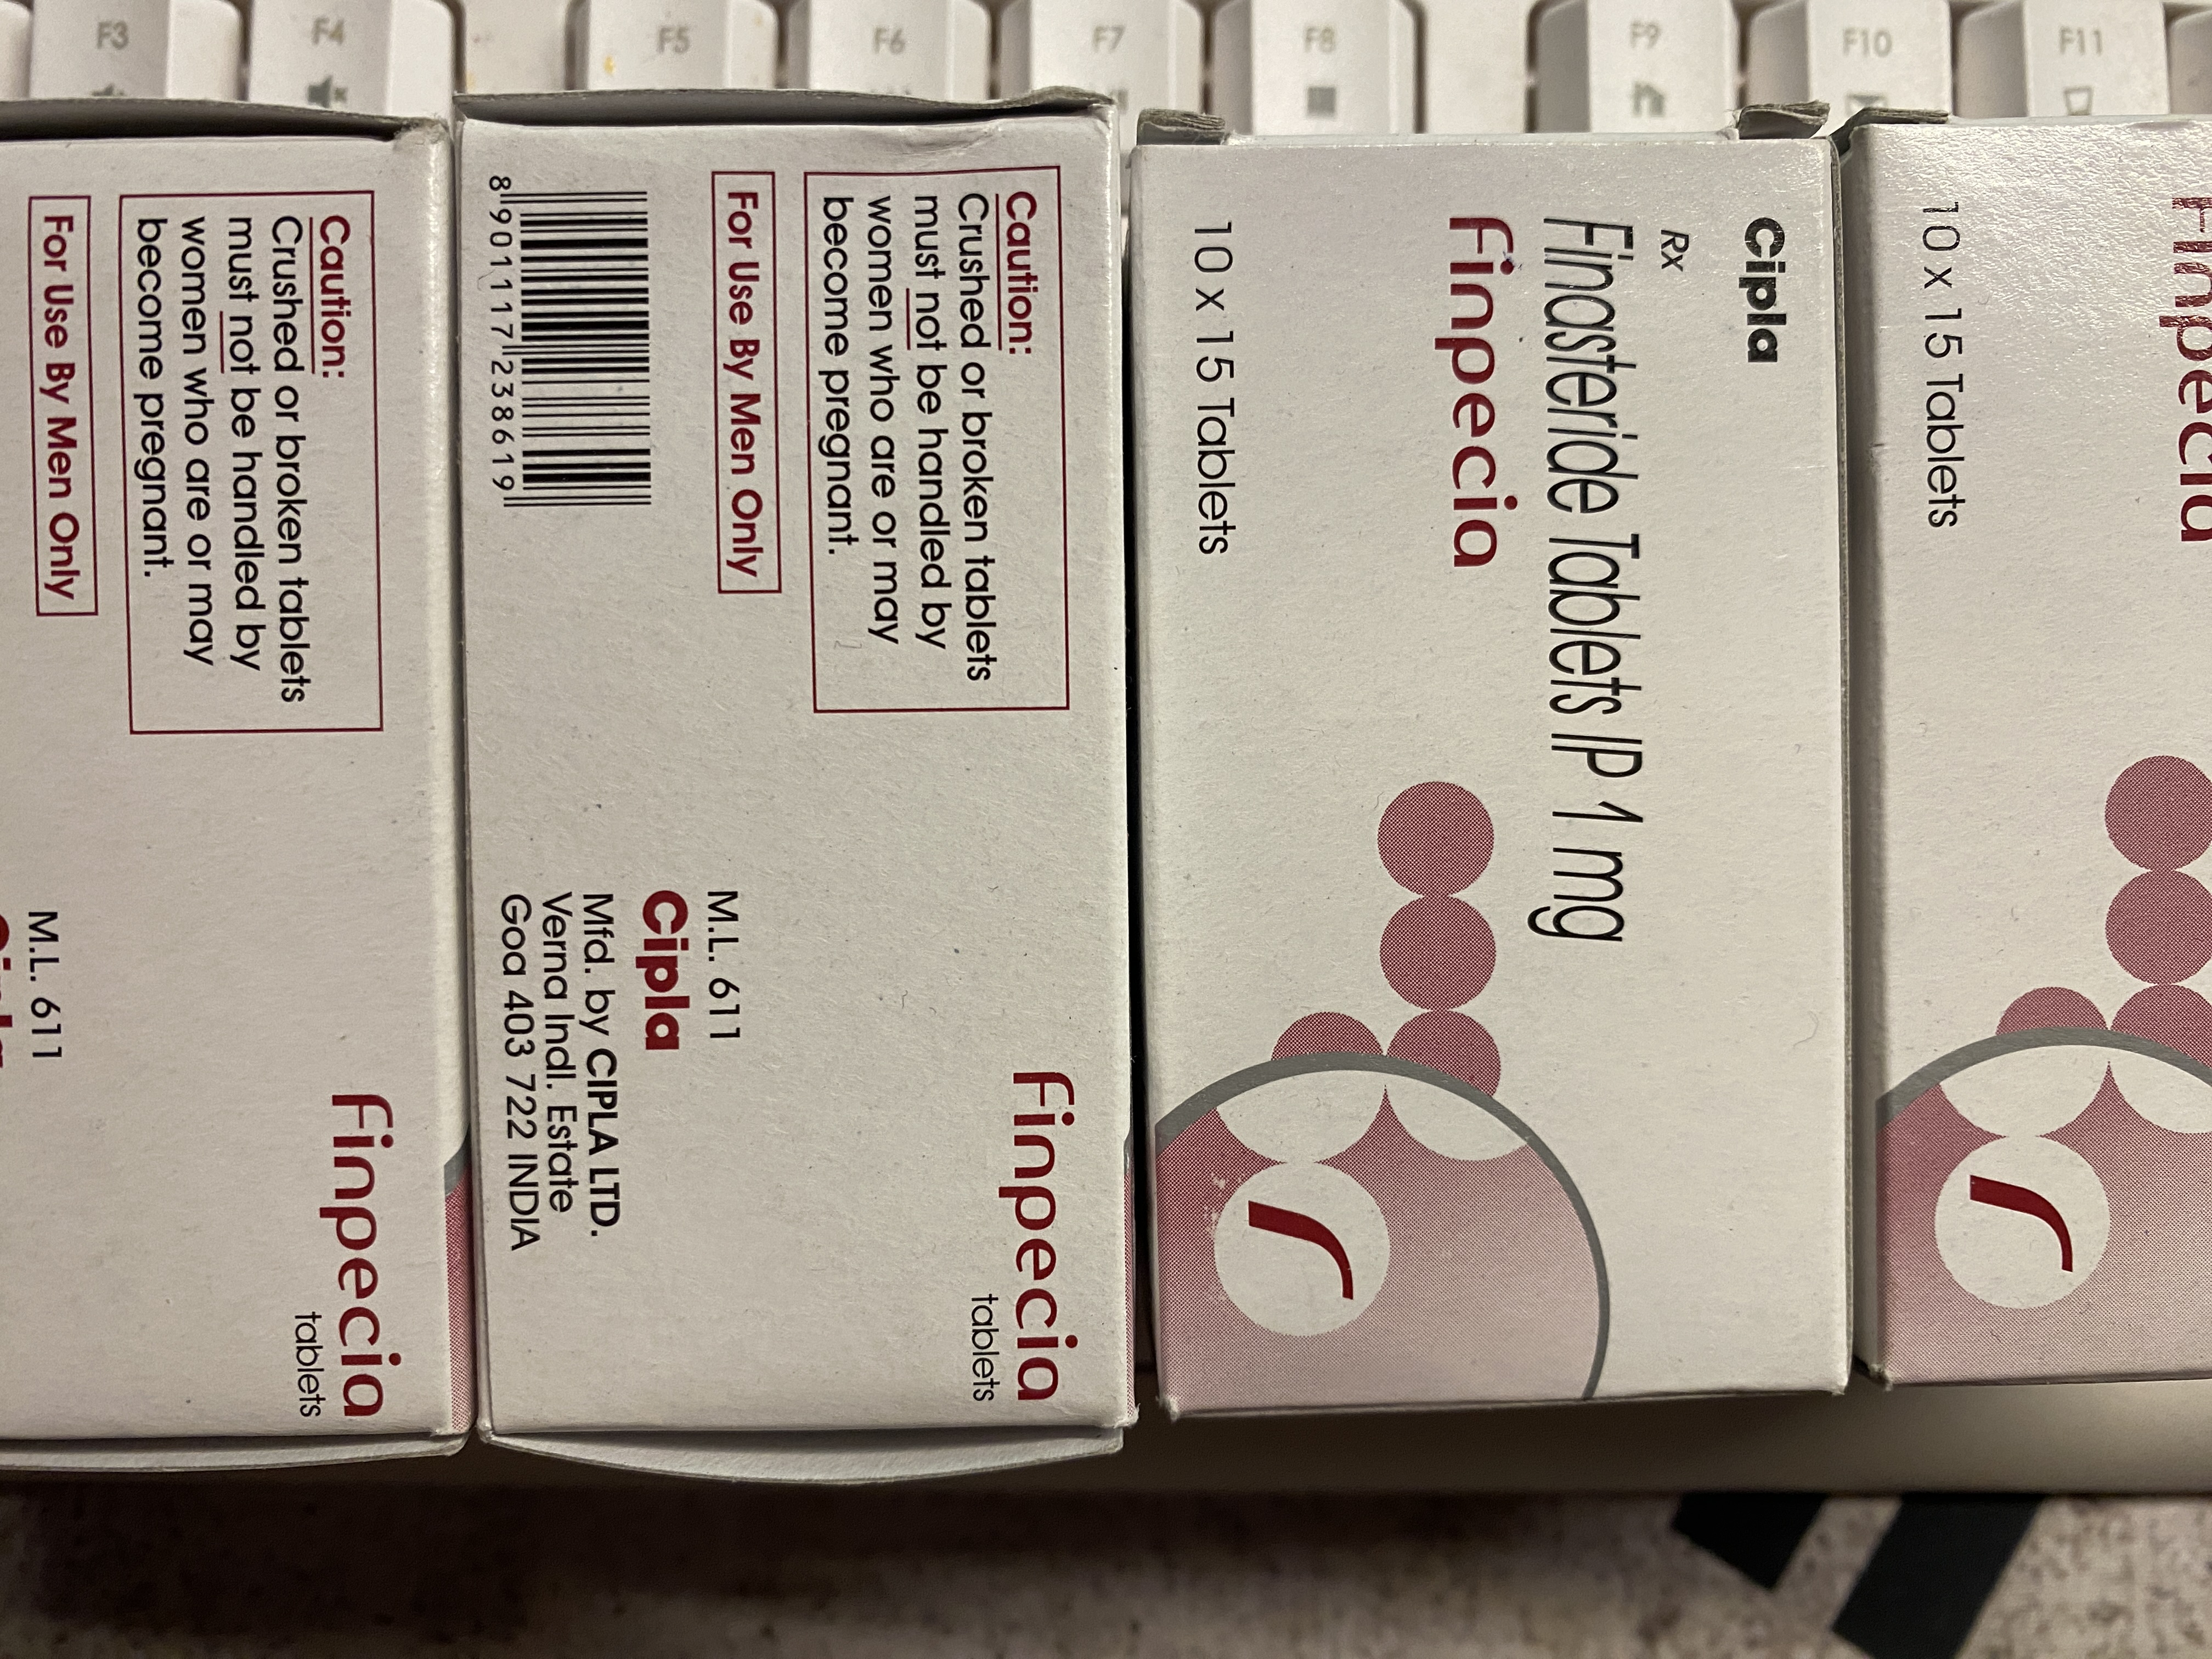 F3
F4
F5
F6
F7
F8
F9
F10
F11
Finpecia
10 x 15 Tablets
Cipla
Rx
Finasteride Tablets IP 1 mg
Finpecia
10 x 15 Tablets
Caution:
Crushed or broken tablets
must not be handled by
women who are or may
become pregnant.
For Use By Men Only
8 901117 238619
Finpecia
tablets
M.L. 611
Cipla
Mfd. by CIPLA LTD.
Verna Indl. Estate
Goa 403 722 INDIA
Caution:
Crushed or broken tablets
must not be handled by
women who are or may
become pregnant.
For Use By Men Only
Finpecia
tablets
M.L. 611